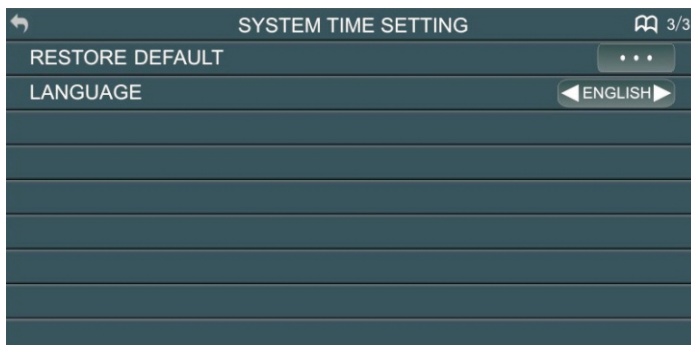 SYSTEM TIME SETTING 3/3
RESTORE DEFAULT ...
LANGUAGE ENGLISH